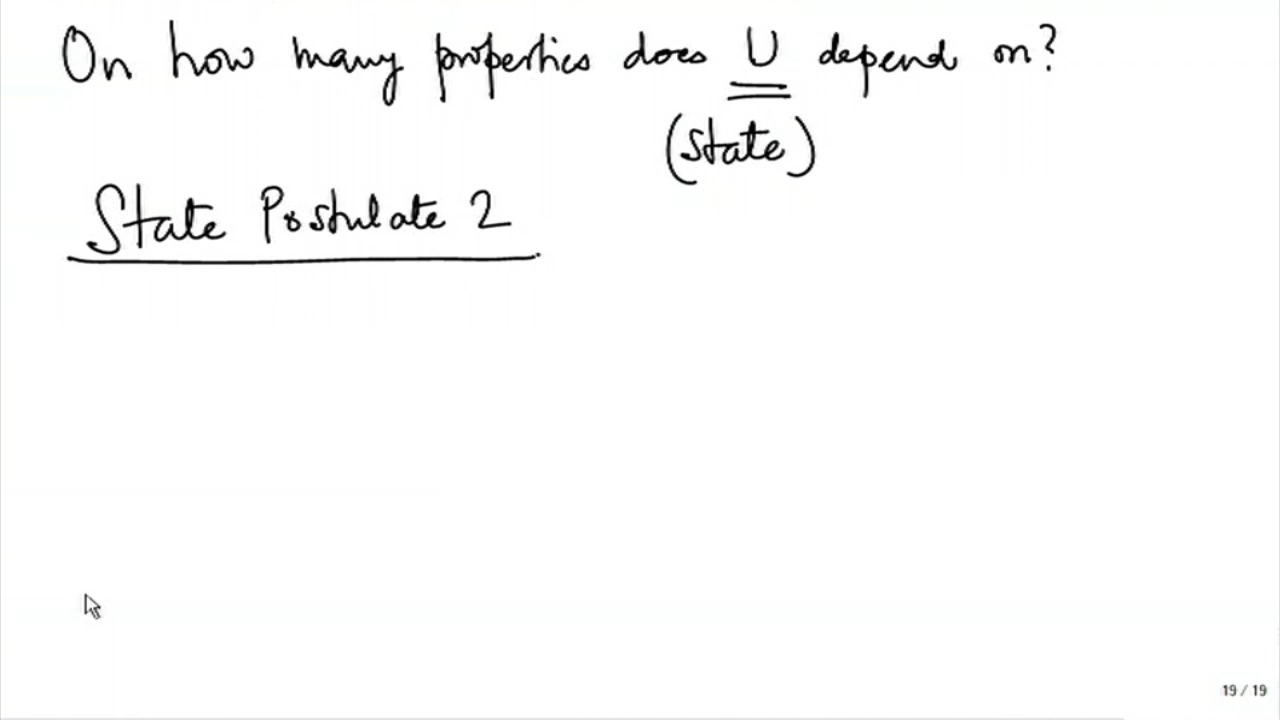 On how many properties does U depend on?
(state)
State Postulate 2
19 / 19